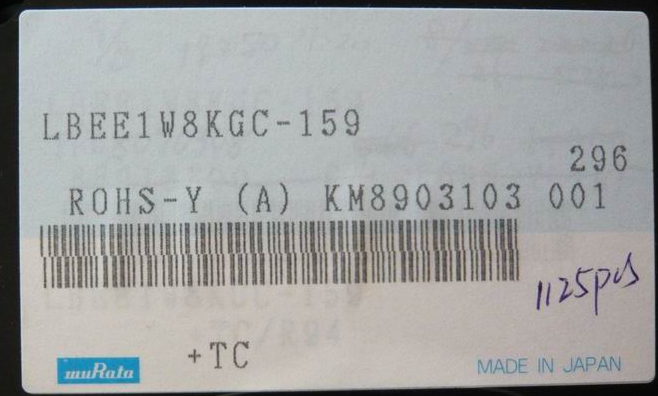 LBEE1W8KGC-159
296
ROHS-Y (A) KM8903103 001
1125pcs
+TC
muRata
MADE IN JAPAN